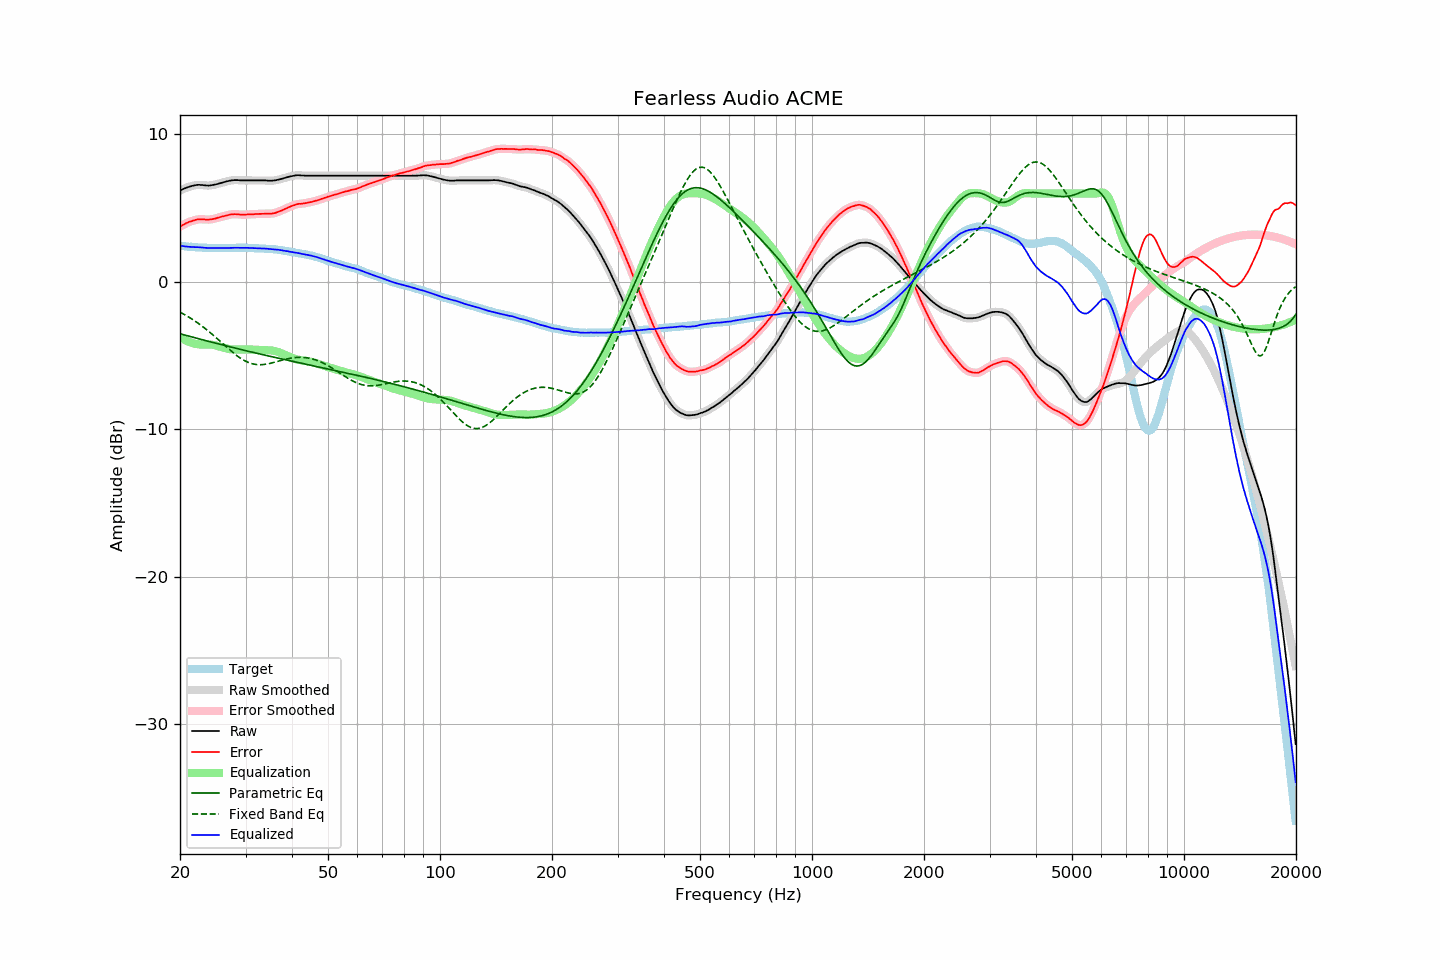 Fearless Audio ACME
10
0
−10
−20
−30
Amplitude (dBr)
Target
Raw Smoothed
Error Smoothed
Raw
Error
Equalization
Parametric Eq
Fixed Band Eq
Equalized
20 50 100 200 500 1000 2000 5000 10000 20000
Frequency (Hz)